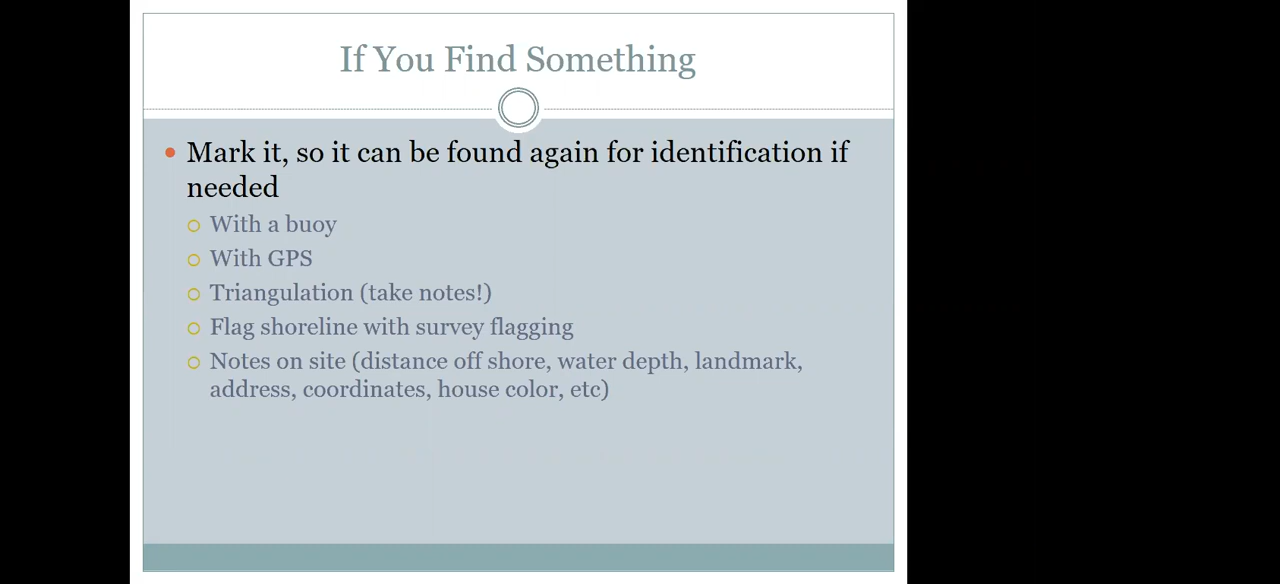 If You Find Something
Mark it, so it can be found again for identification if
needed
With a buoy
With GPS
Triangulation (take notes!)
Flag shoreline with survey flagging
Notes on site (distance off shore, water depth, landmark,
address, coordinates, house color, etc)